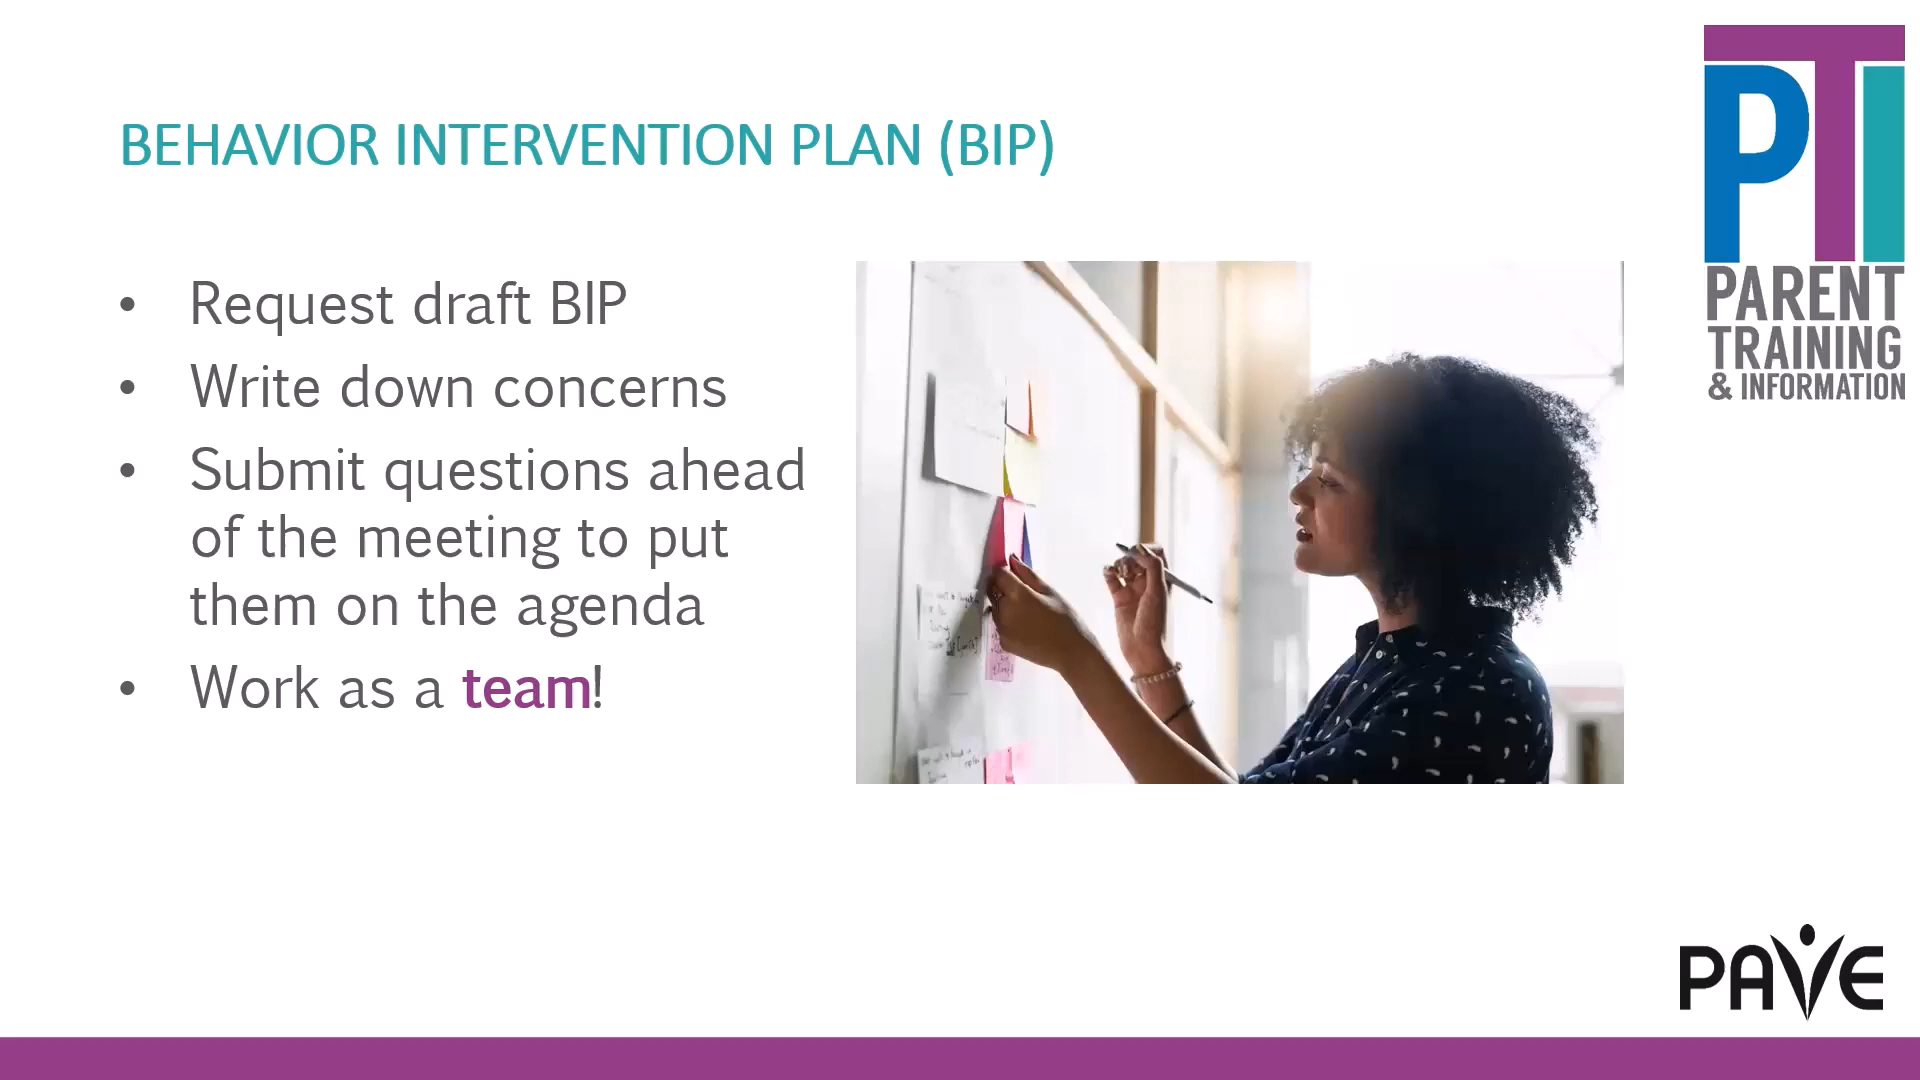 BEHAVIOR INTERVENTION PLAN (BIP)
• Request draft BIP
• Write down concerns
• Submit questions ahead
of the meeting to put
them on the agenda
• Work as a team!
PTI
PARENT
TRAINING
& INFORMATION
PAVE